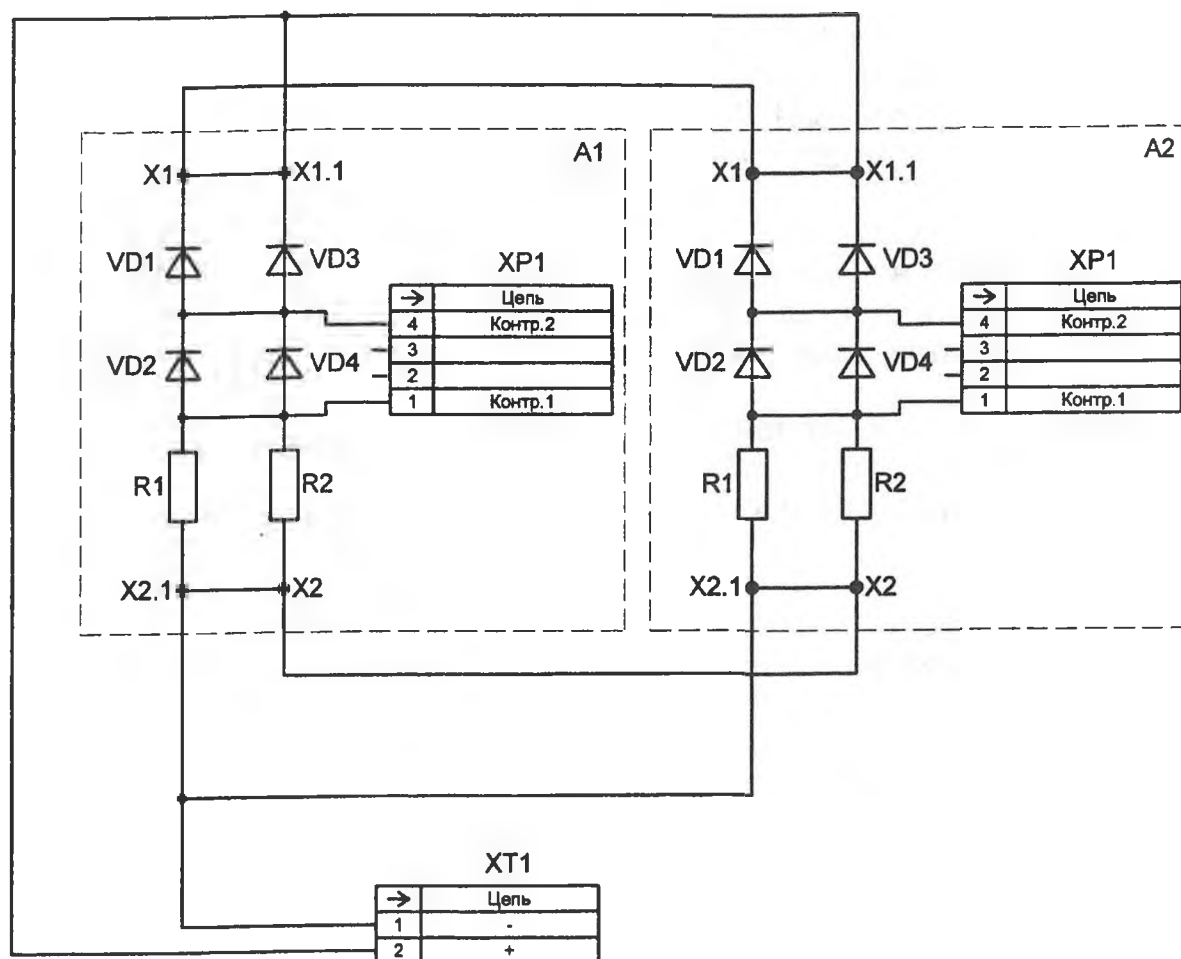 A1
A2
X1 X1.1
X1 X1.1
VD1 VD3
VD1 VD3
XP1
XP1
→ Цепь
4 Контр.2
3
2
1 Контр.1
→ Цепь
4 Контр.2
3
2
1 Контр.1
VD2 VD4
VD2 VD4
R1 R2
R1 R2
X2.1 X2
X2.1 X2
XT1
→ Цепь
1 -
2 +